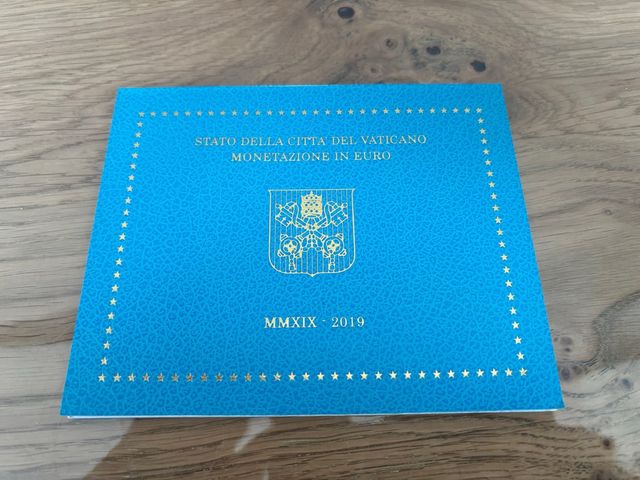 STATO DELLA CITTA' DEL VATICANO
MONETAZIONE IN EURO
MMXIX - 2019